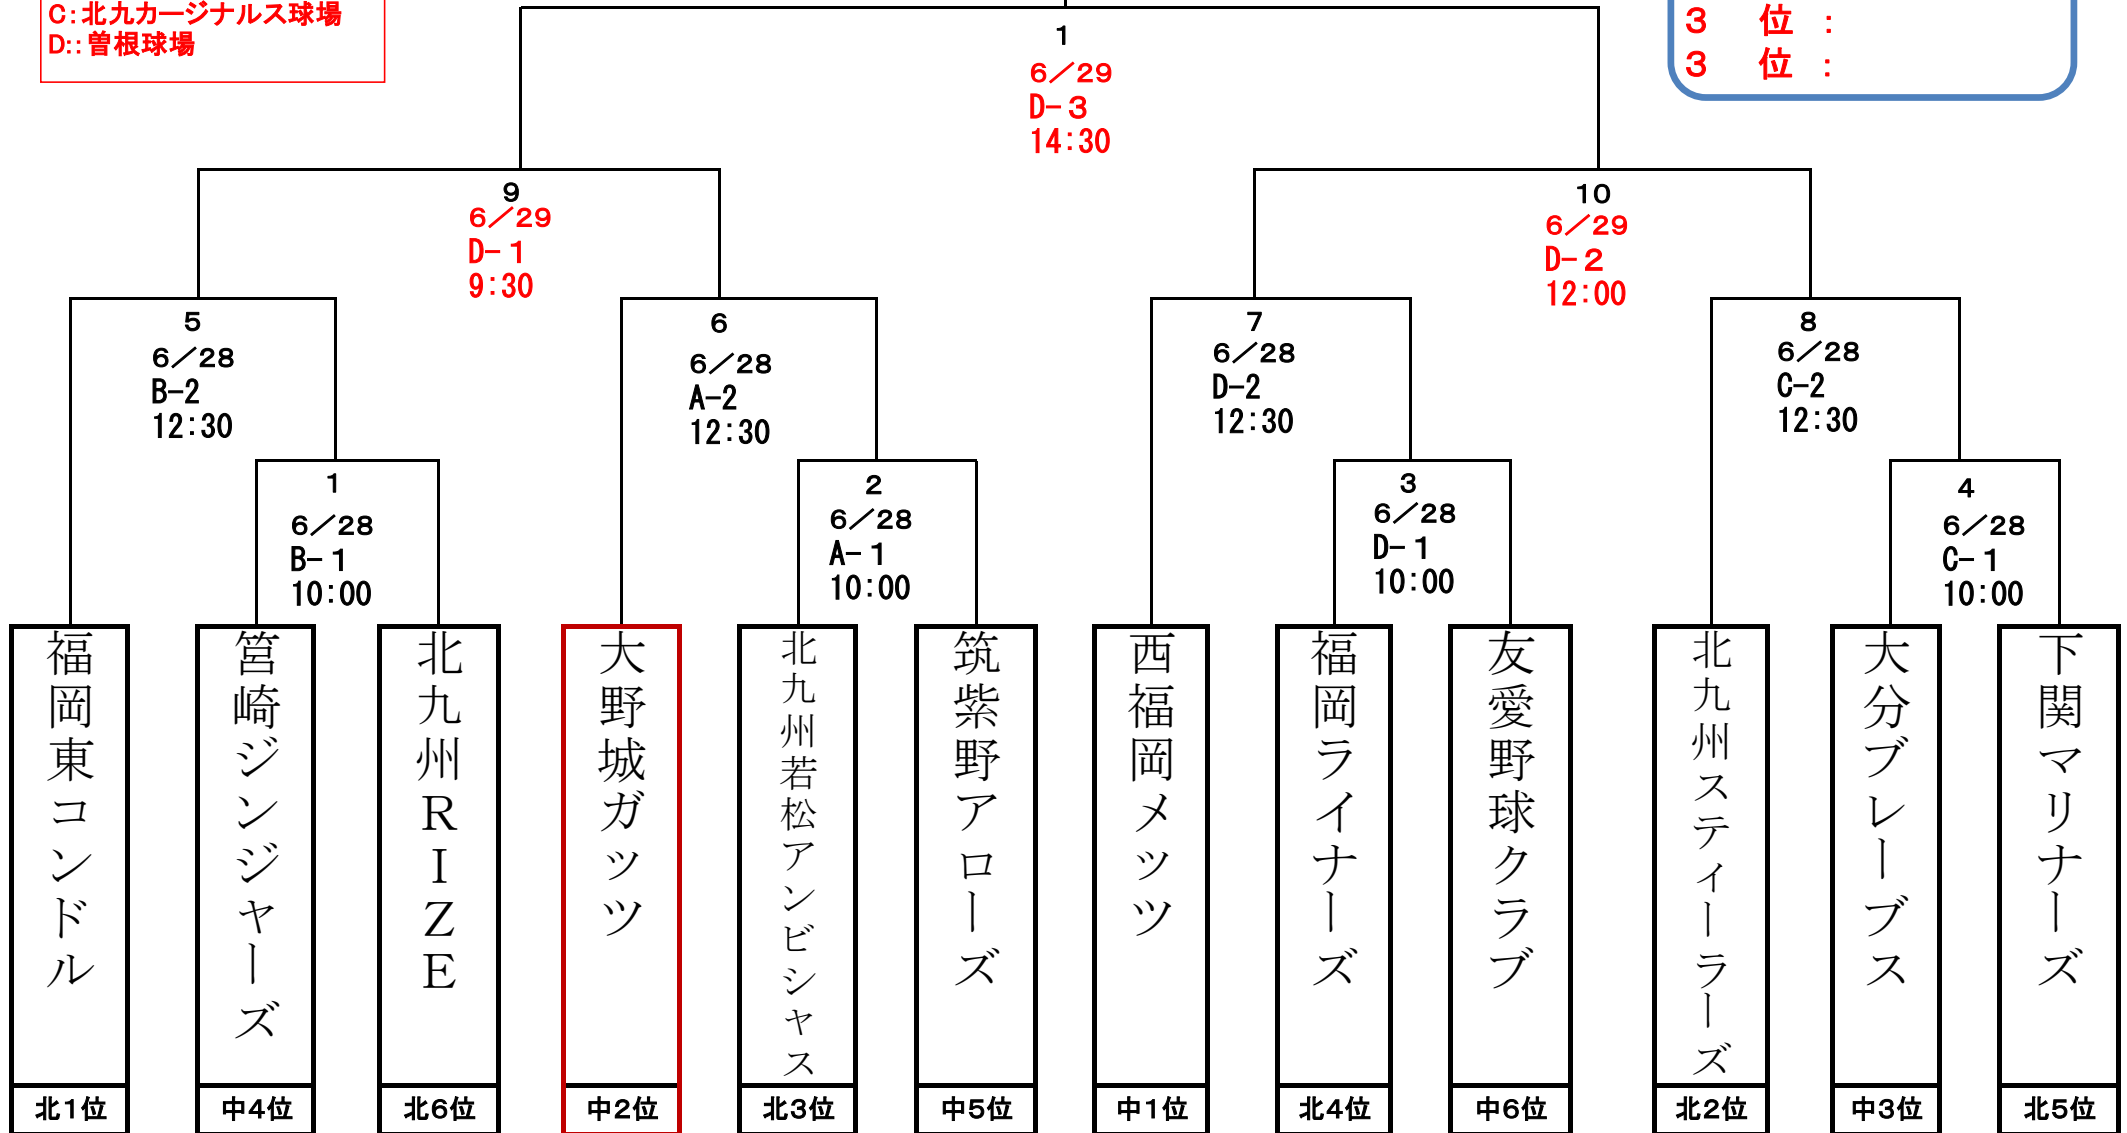 C:北九カージナルス球場
D::曽根球場
3 位 :
3 位 :
1
6/29
D-3
14:30
9
6/29
D-1
9:30
10
6/29
D-2
12:00
5
6/28
B-2
12:30
6
6/28
A-2
12:30
7
6/28
D-2
12:30
8
6/28
C-2
12:30
1
6/28
B-1
10:00
2
6/28
A-1
10:00
3
6/28
D-1
10:00
4
6/28
C-1
10:00
福岡東コンドル
筥崎ジンジャーズ
北九州RIZE
大野城ガッツ
北九州若松アンビシャス
筑紫野アローズ
西福岡メッツ
福岡ライナーズ
友愛野球クラブ
北九州スティーラーズ
大分ブレーブス
下関マリナーズ
北1位
中4位
北6位
中2位
北3位
中5位
中1位
北4位
中6位
北2位
中3位
北5位